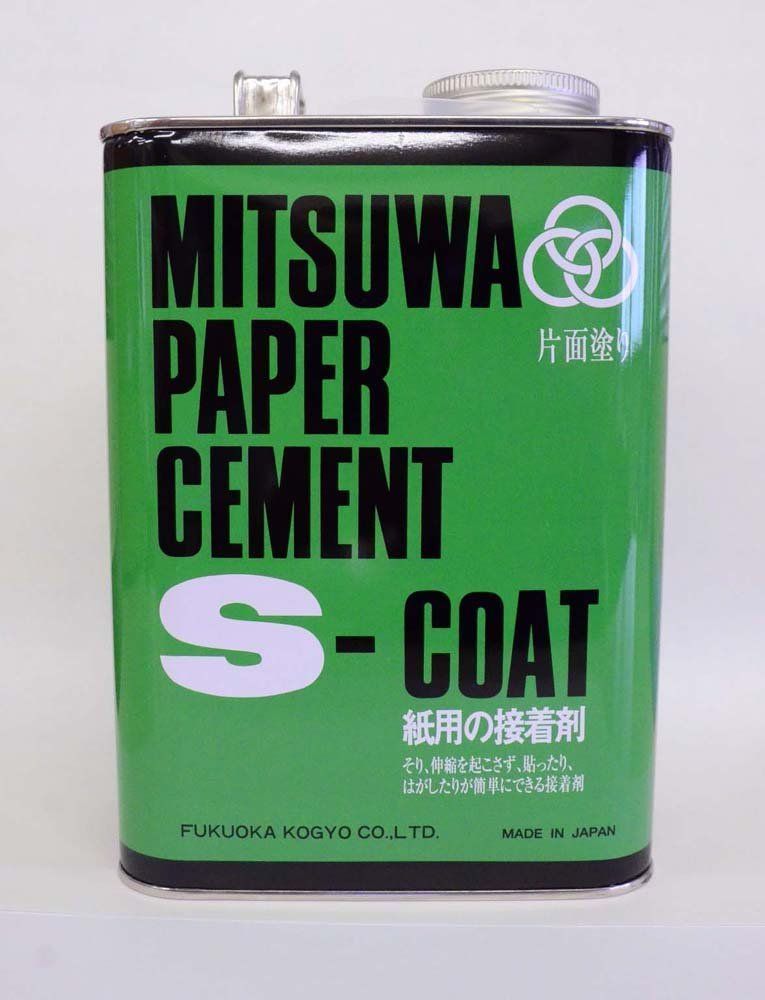 MITSUWA
PAPER
CEMENT
片面塗り
S-COAT
紙用の接着剤
そり、伸縮を起こさず、貼ったり、
はがしたりが簡単にできる接着剤
FUKUOKA KOGYO CO.,LTD.
MADE IN JAPAN